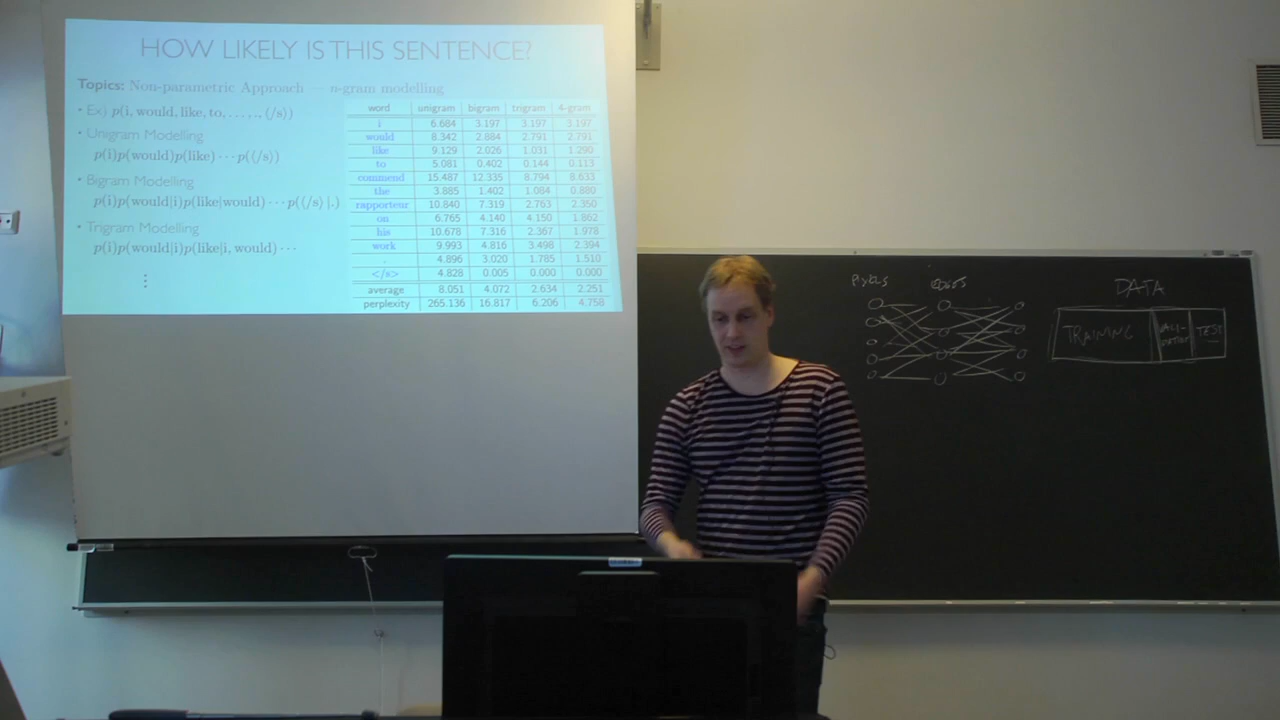 HOW LIKELY IS THIS SENTENCE?
Topics: Non-parametric Approach — n-gram modelling
• Ex) p(i, would, like, to, . . . , ., ⟨/s⟩)
• Unigram Modelling
p(i)p(would)p(like) · · · p(⟨/s⟩)
• Bigram Modelling
p(i)p(would|i)p(like|would) · · · p(⟨/s⟩ |.)
• Trigram Modelling
p(i)p(would|i)p(like|i, would) · · ·
⋮
word unigram bigram trigram 4-gram
i 6.684 3.197 3.197 3.197
would 8.342 2.884 2.791 2.791
like 9.129 2.026 1.031 1.290
to 5.081 0.402 0.144 0.113
commend 15.487 12.335 8.794 8.633
the 3.885 1.402 1.084 0.880
rapporteur 10.840 7.319 2.763 2.350
on 6.765 4.140 4.150 1.862
his 10.678 7.316 2.367 1.978
work 9.993 4.816 3.498 2.394
. 4.896 3.020 1.785 1.510
</s> 4.828 0.005 0.000 0.000
average 8.051 4.072 2.634 2.251
perplexity 265.136 16.817 6.206 4.758
DATA
TRAINING
TEST